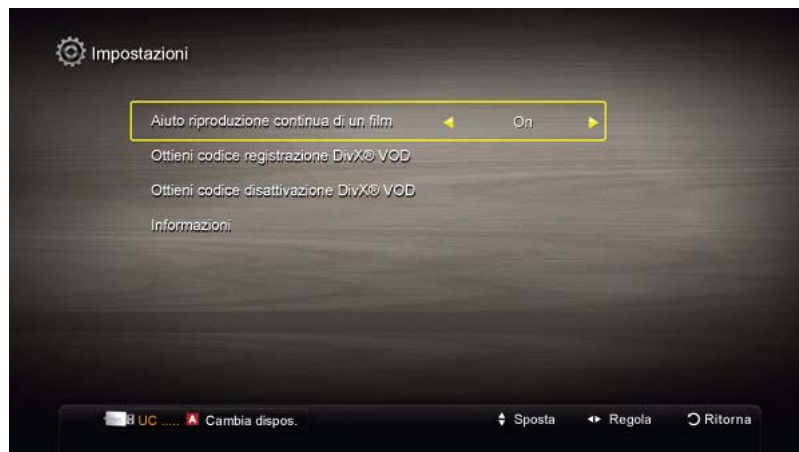 Impostazioni
Aiuto riproduzione continua di un film On
Ottieni codice registrazione DivX® VOD
Ottieni codice disattivazione DivX® VOD
Informazioni
UC ..... A Cambia dispos. Sposta Regola Ritorna